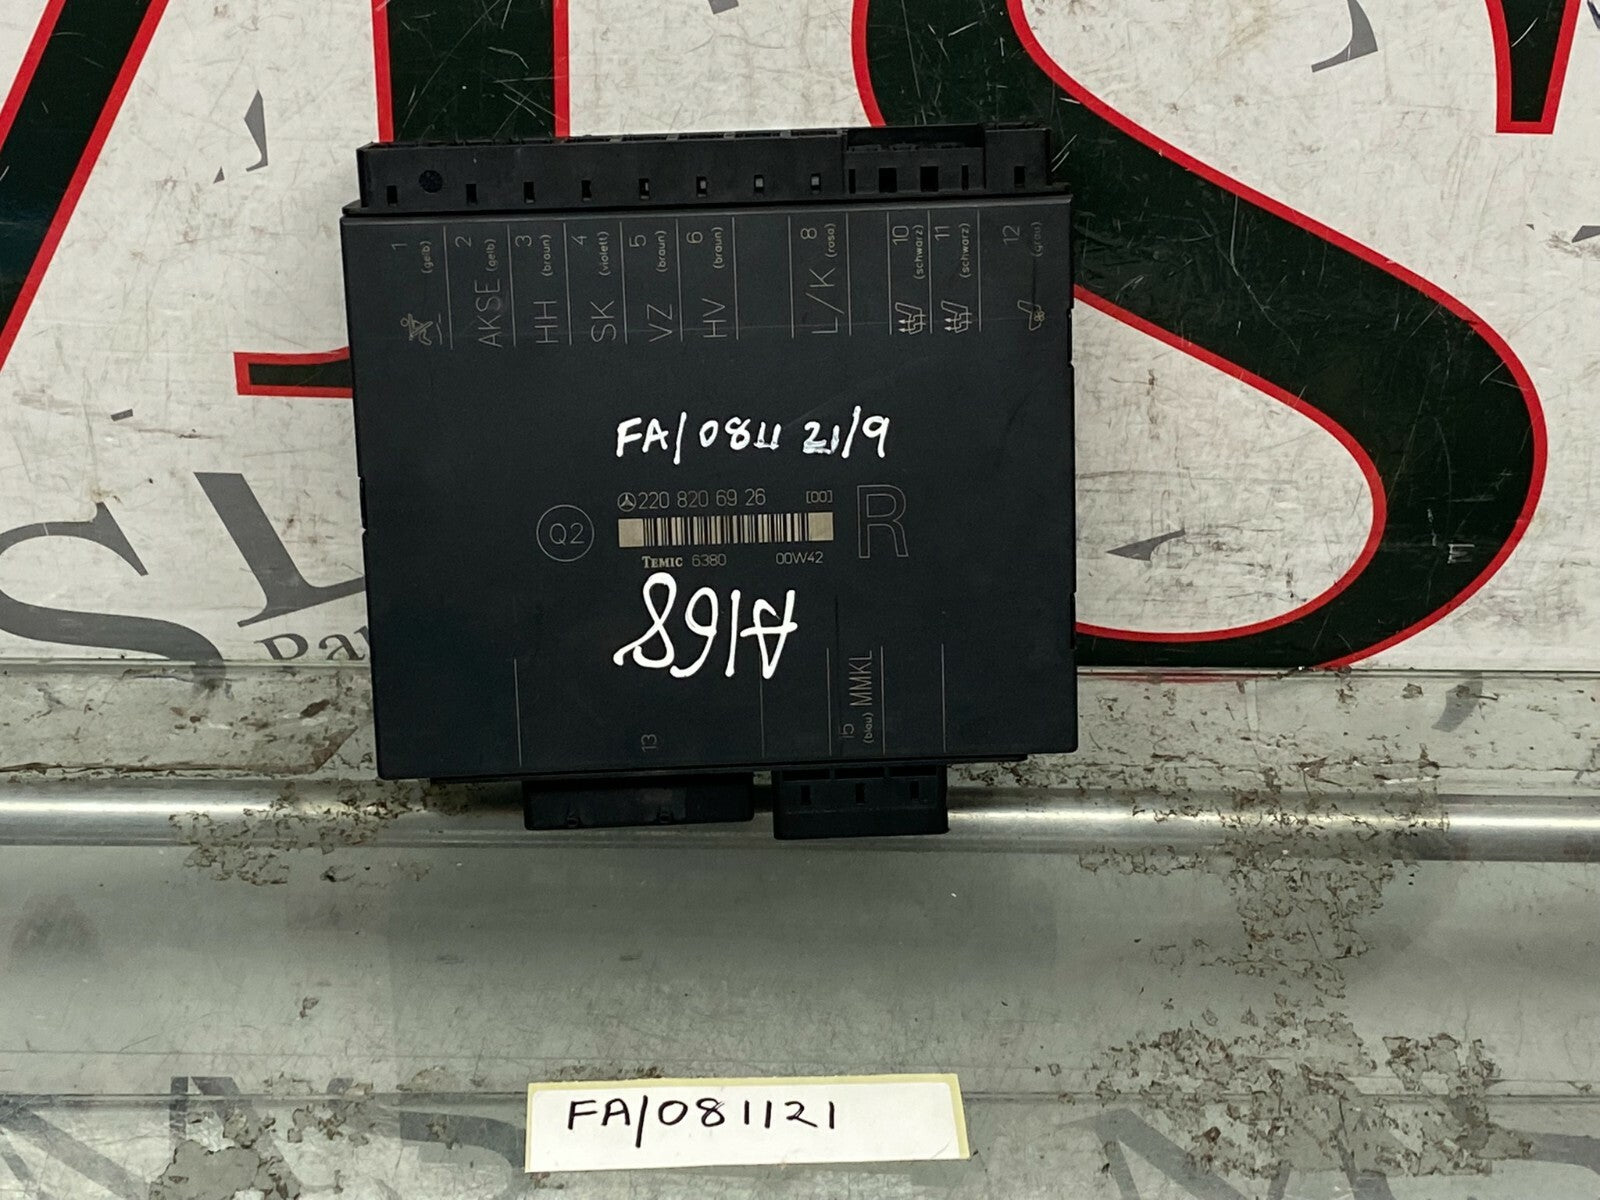 1 (gelb)
2 AKSE (gelb)
3 HH (braun)
4 SK (violett)
5 VZ (braun)
6 HV (braun)
8 L/K (rosa)
10 (schwarz)
11 (schwarz)
12 (grau)
FA/081121/9
220 820 69 26 [00]
Q2
R
TEMIC 6380 00W42
A168
13
15 (blau) MMKL
Par
FA/081121